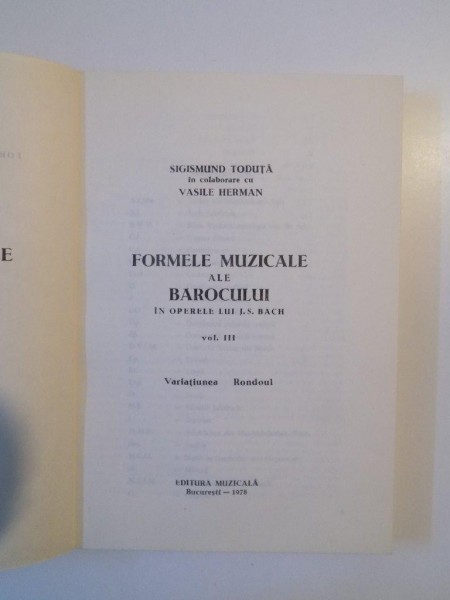 SIGISMUND TODUȚĂ
în colaborare cu
VASILE HERMAN
FORMELE MUZICALE
ALE
BAROCULUI
ÎN OPERELE LUI J.S. BACH
vol. III
Variațiunea Rondoul
EDITURA MUZICALĂ
București — 1978
E